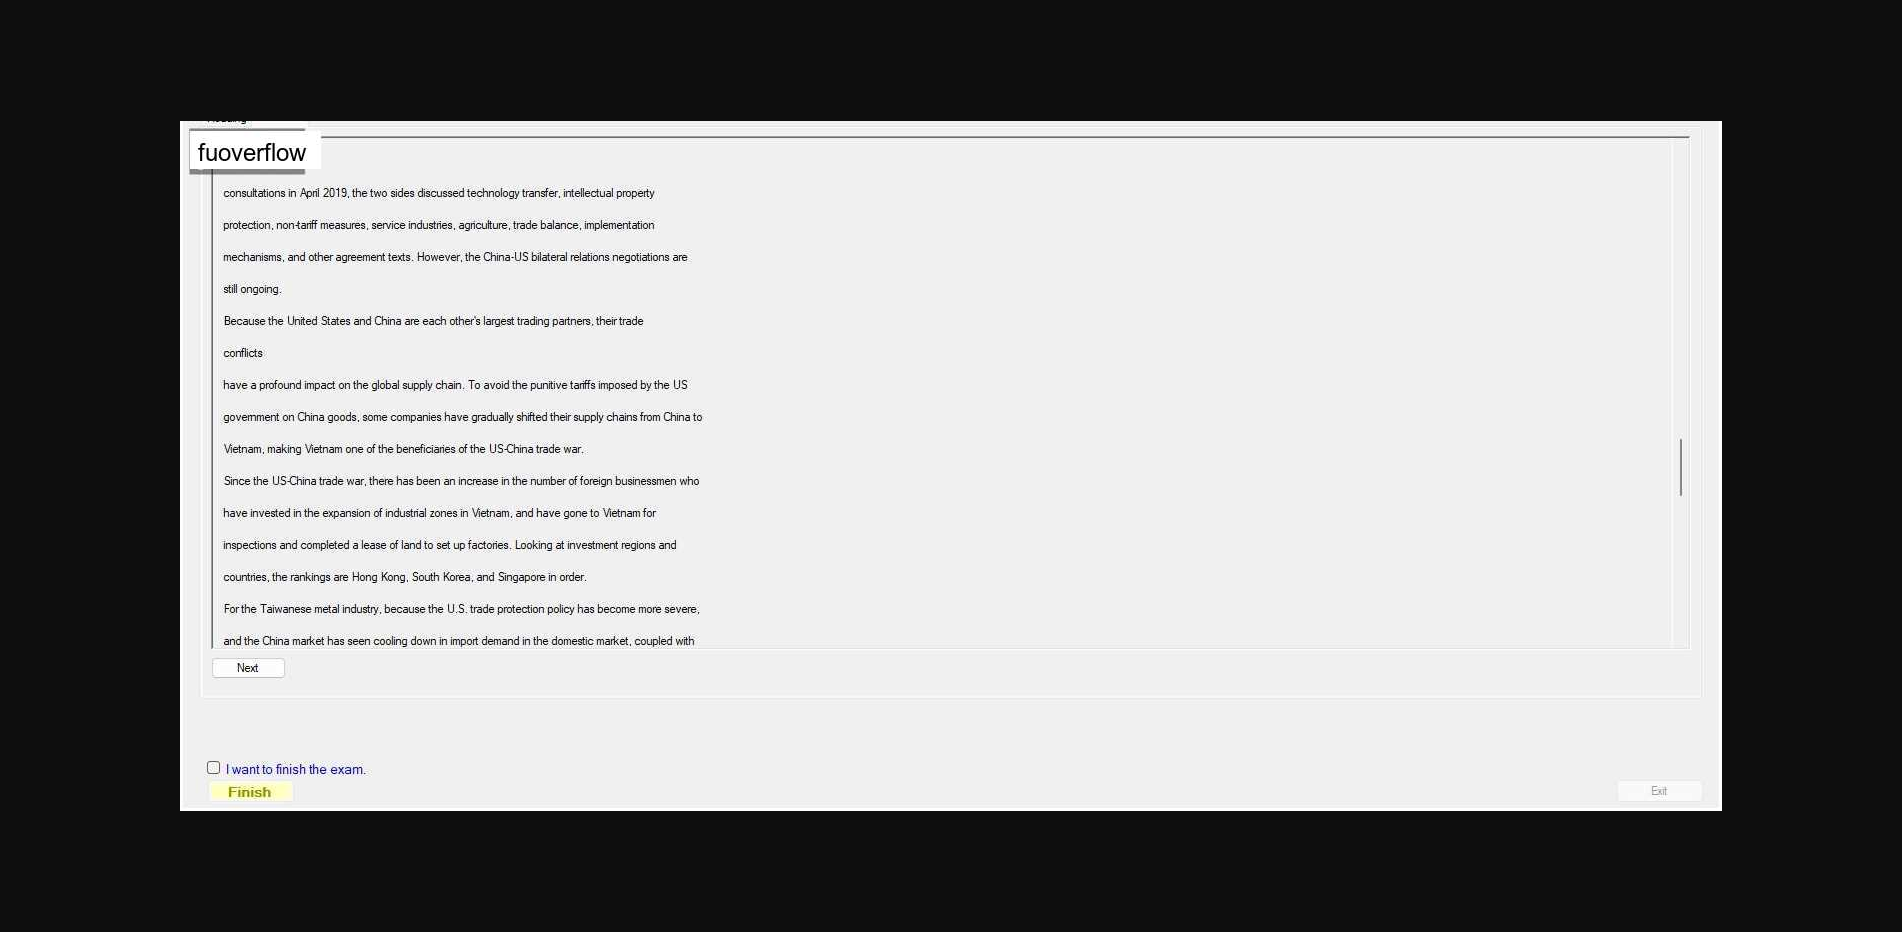 fuoverflow
consultations in April 2019, the two sides discussed technology transfer, intellectual property
protection, non-tariff measures, service industries, agriculture, trade balance, implementation
mechanisms, and other agreement texts. However, the China-US bilateral relations negotiations are
still ongoing.
Because the United States and China are each other's largest trading partners, their trade
conflicts
have a profound impact on the global supply chain. To avoid the punitive tariffs imposed by the US
government on China goods, some companies have gradually shifted their supply chains from China to
Vietnam, making Vietnam one of the beneficiaries of the US-China trade war.
Since the US-China trade war, there has been an increase in the number of foreign businessmen who
have invested in the expansion of industrial zones in Vietnam, and have gone to Vietnam for
inspections and completed a lease of land to set up factories. Looking at investment regions and
countries, the rankings are Hong Kong, South Korea, and Singapore in order.
For the Taiwanese metal industry, because the U.S. trade protection policy has become more severe,
and the China market has seen cooling down in import demand in the domestic market, coupled with
Next
I want to finish the exam.
Finish
Exit